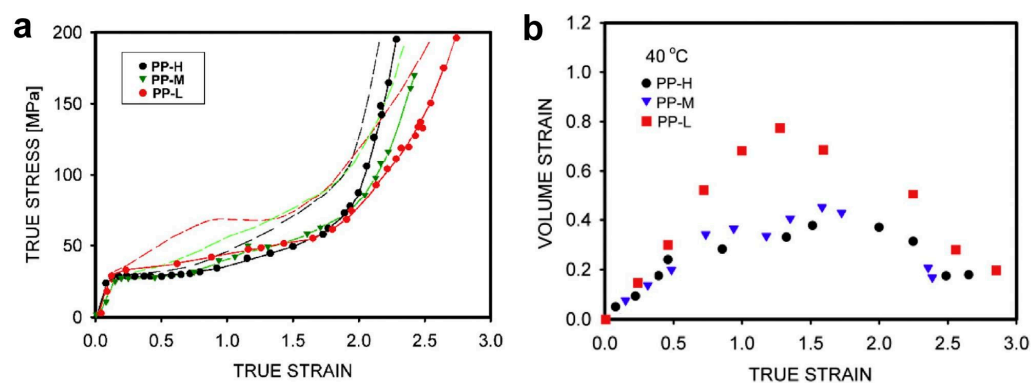 a
TRUE STRESS [MPa]
200
150
100
50
0
PP-H
PP-M
PP-L
0.0 0.5 1.0 1.5 2.0 2.5 3.0
TRUE STRAIN
b
VOLUME STRAIN
1.2
1.0
0.8
0.6
0.4
0.2
0.0
40 °C
PP-H
PP-M
PP-L
0.0 0.5 1.0 1.5 2.0 2.5 3.0
TRUE STRAIN